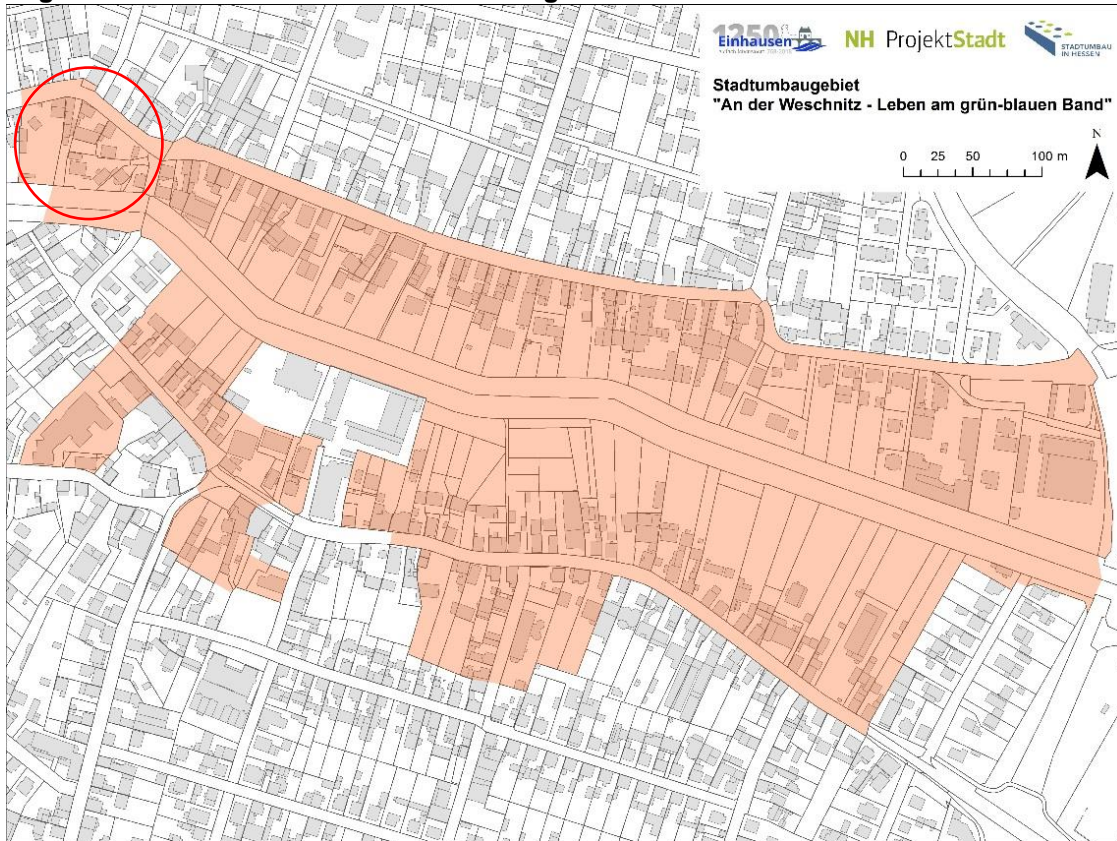 1250
Einhausen
NH ProjektStadt
STADTUMBAU
IN HESSEN
Stadtumbaugebiet
"An der Weschnitz - Leben am grün-blauen Band"
N
0 25 50 100 m